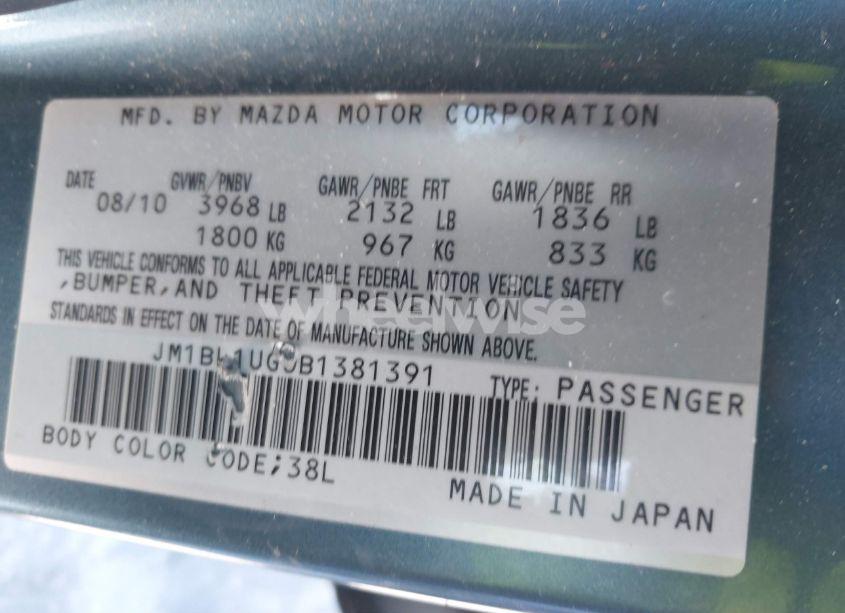 MFD. BY MAZDA MOTOR CORPORATION
DATE GVWR/PNBV GAWR/PNBE FRT GAWR/PNBE RR
08/10 3968 LB 2132 LB 1836 LB
1800 KG 967 KG 833 KG
THIS VEHICLE CONFORMS TO ALL APPLICABLE FEDERAL MOTOR VEHICLE SAFETY
,BUMPER,AND THEFT PREVENTION
STANDARDS IN EFFECT ON THE DATE OF MANUFACTURE SHOWN ABOVE.
JM1BL1UG0B1381391 TYPE: PASSENGER
BODY COLOR CODE;38L
MADE IN JAPAN
wheelwise